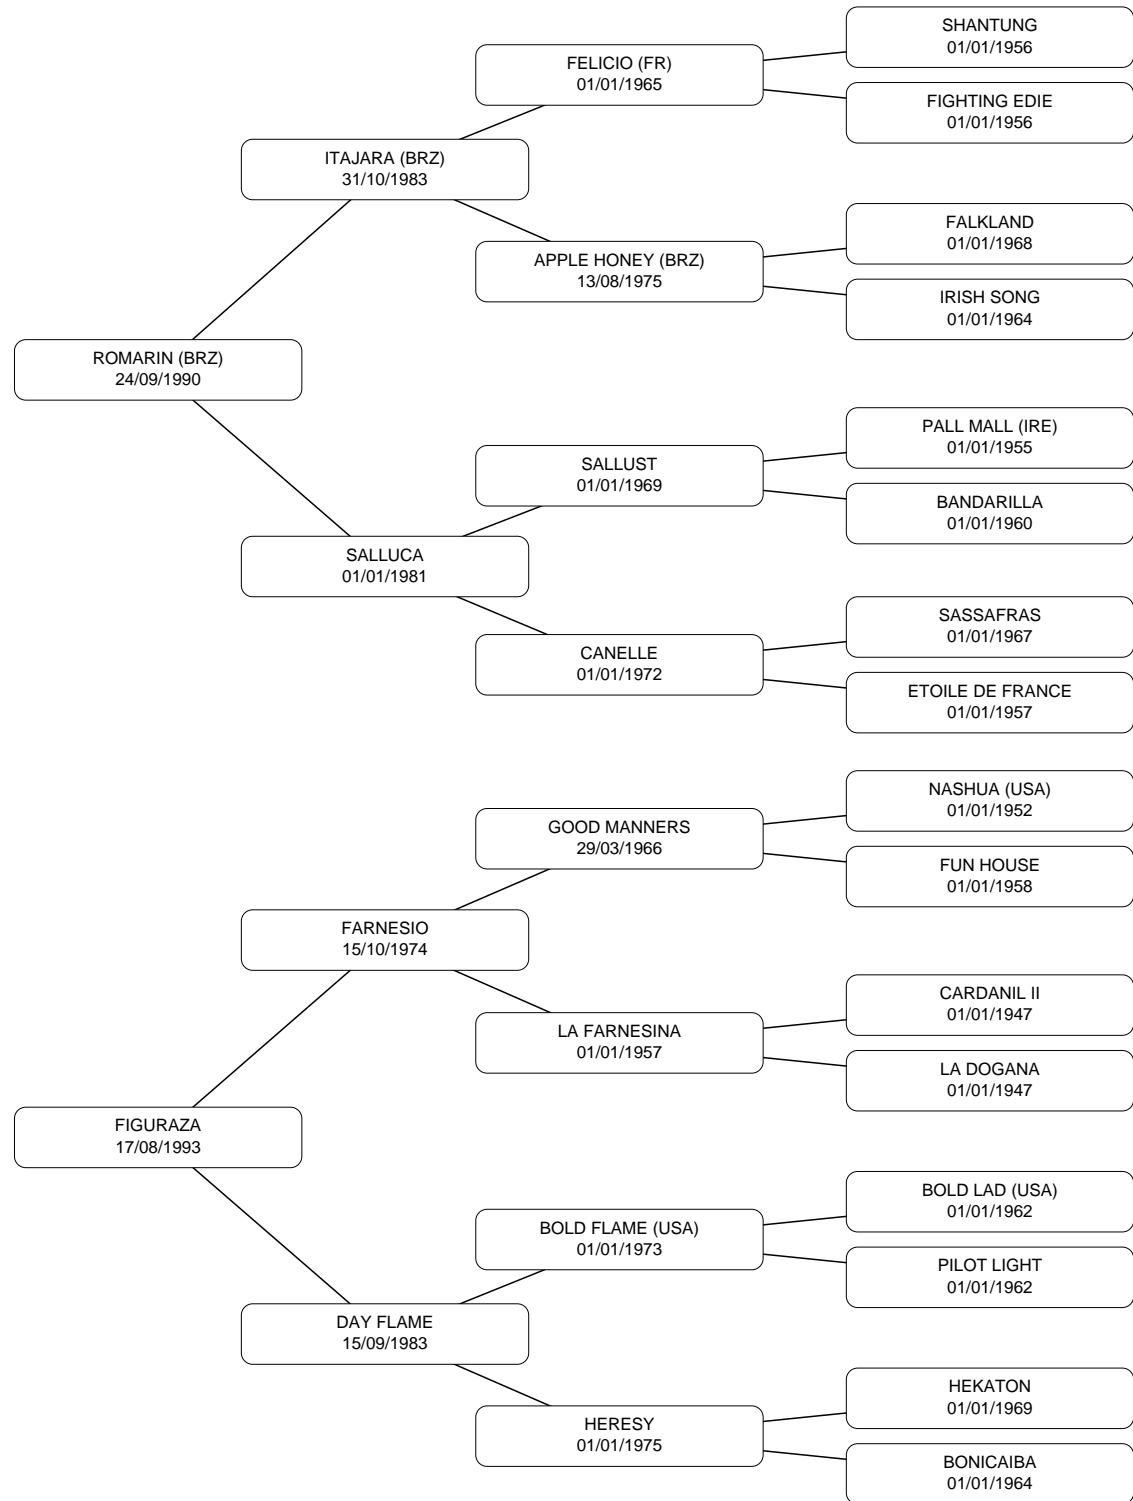 SHANTUNG
01/01/1956
FELICIO (FR)
01/01/1965
FIGHTING EDIE
01/01/1956
ITAJARA (BRZ)
31/10/1983
FALKLAND
01/01/1968
APPLE HONEY (BRZ)
13/08/1975
IRISH SONG
01/01/1964
ROMARIN (BRZ)
24/09/1990
PALL MALL (IRE)
01/01/1955
SALLUST
01/01/1969
BANDARILLA
01/01/1960
SALLUCA
01/01/1981
SASSAFRAS
01/01/1967
CANELLE
01/01/1972
ETOILE DE FRANCE
01/01/1957
NASHUA (USA)
01/01/1952
GOOD MANNERS
29/03/1966
FUN HOUSE
01/01/1958
FARNESIO
15/10/1974
CARDANIL II
01/01/1947
LA FARNESINA
01/01/1957
LA DOGANA
01/01/1947
FIGURAZA
17/08/1993
BOLD LAD (USA)
01/01/1962
BOLD FLAME (USA)
01/01/1973
PILOT LIGHT
01/01/1962
DAY FLAME
15/09/1983
HEKATON
01/01/1969
HERESY
01/01/1975
BONICAIBA
01/01/1964